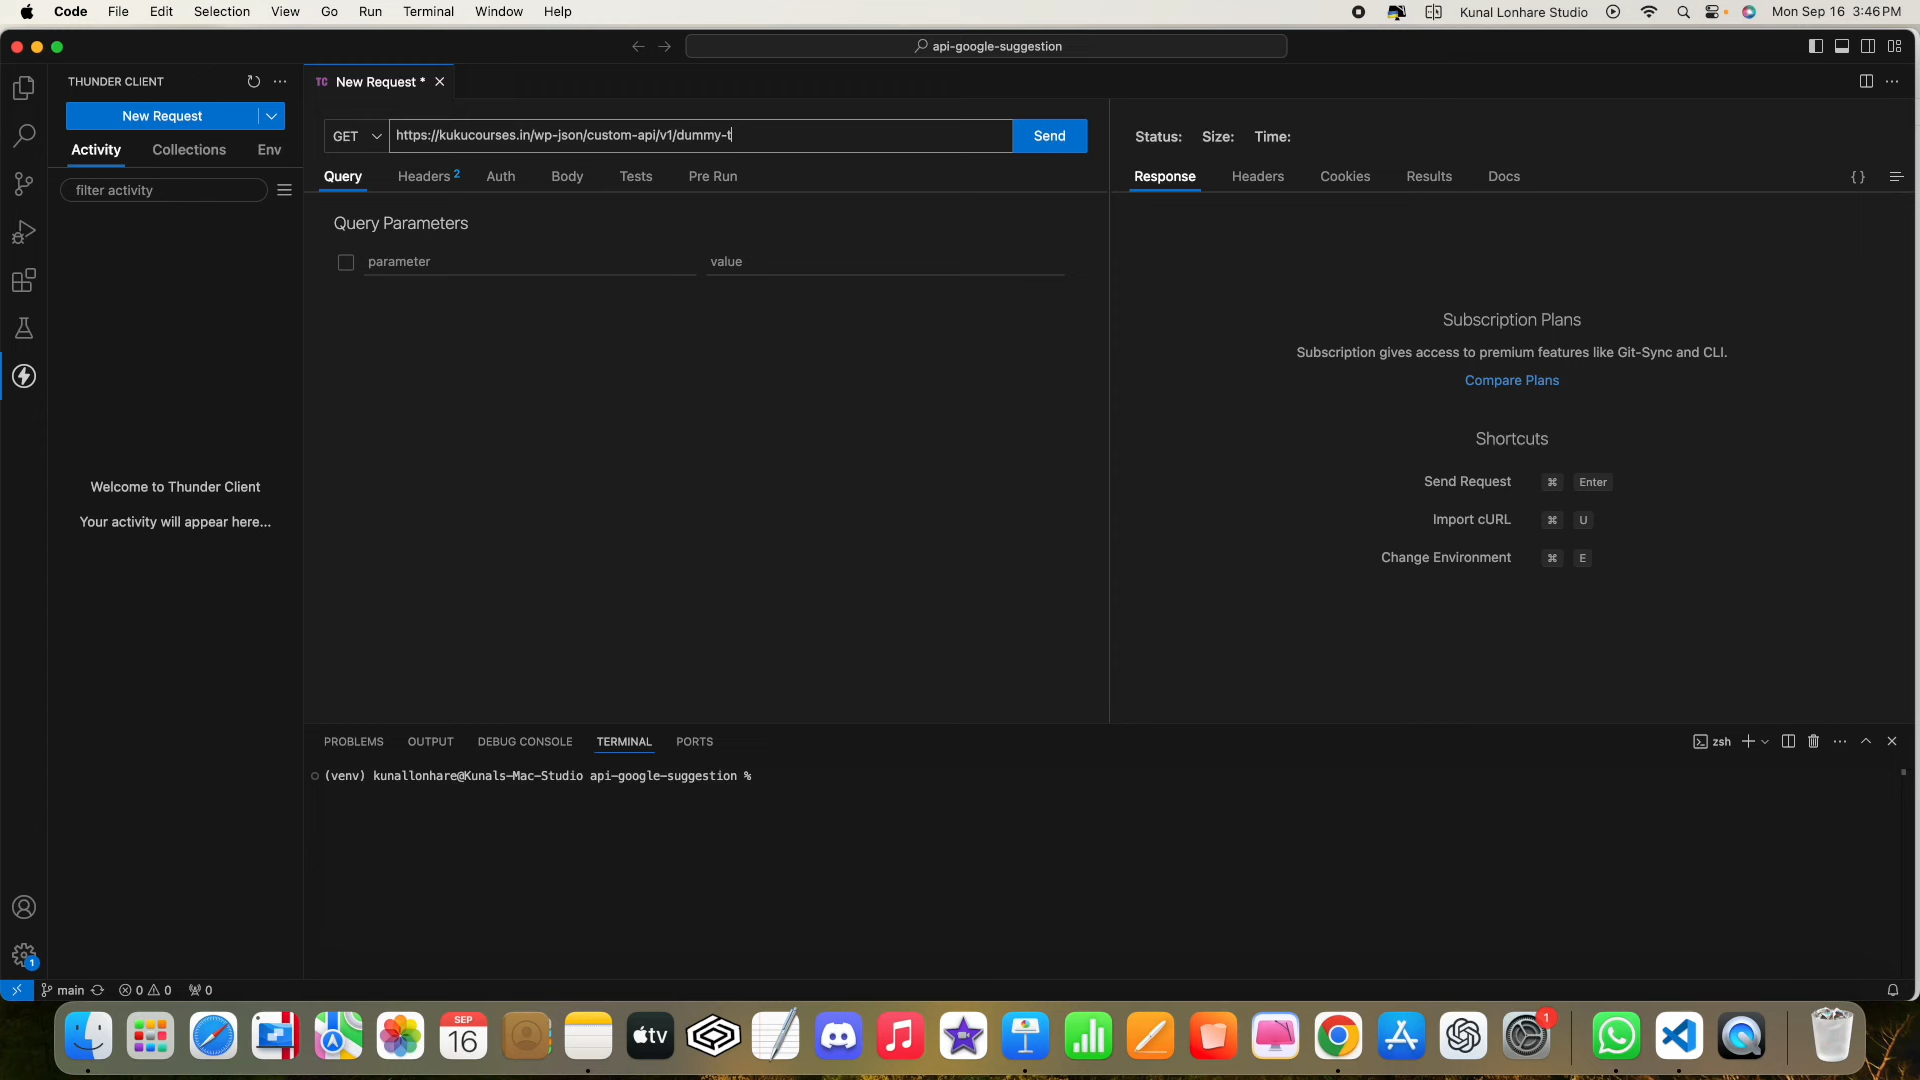 Code File Edit Selection View Go Run Terminal Window Help Kunal Lonhare Studio Mon Sep 16 3:46 PM
api-google-suggestion
THUNDER CLIENT
TC New Request *
New Request
GET https://kukucourses.in/wp-json/custom-api/v1/dummy-t Send
Status: Size: Time:
Activity Collections Env
Query Headers 2 Auth Body Tests Pre Run
Response Headers Cookies Results Docs { }
filter activity
Query Parameters
parameter value
Subscription Plans
Subscription gives access to premium features like Git-Sync and CLI.
Compare Plans
Shortcuts
Send Request ⌘ Enter
Import cURL ⌘ U
Change Environment ⌘ E
Welcome to Thunder Client
Your activity will appear here...
PROBLEMS OUTPUT DEBUG CONSOLE TERMINAL PORTS
zsh
(venv) kunallonhare@Kunals-Mac-Studio api-google-suggestion %
1
main 0 0 0
SEP
16
tv
1